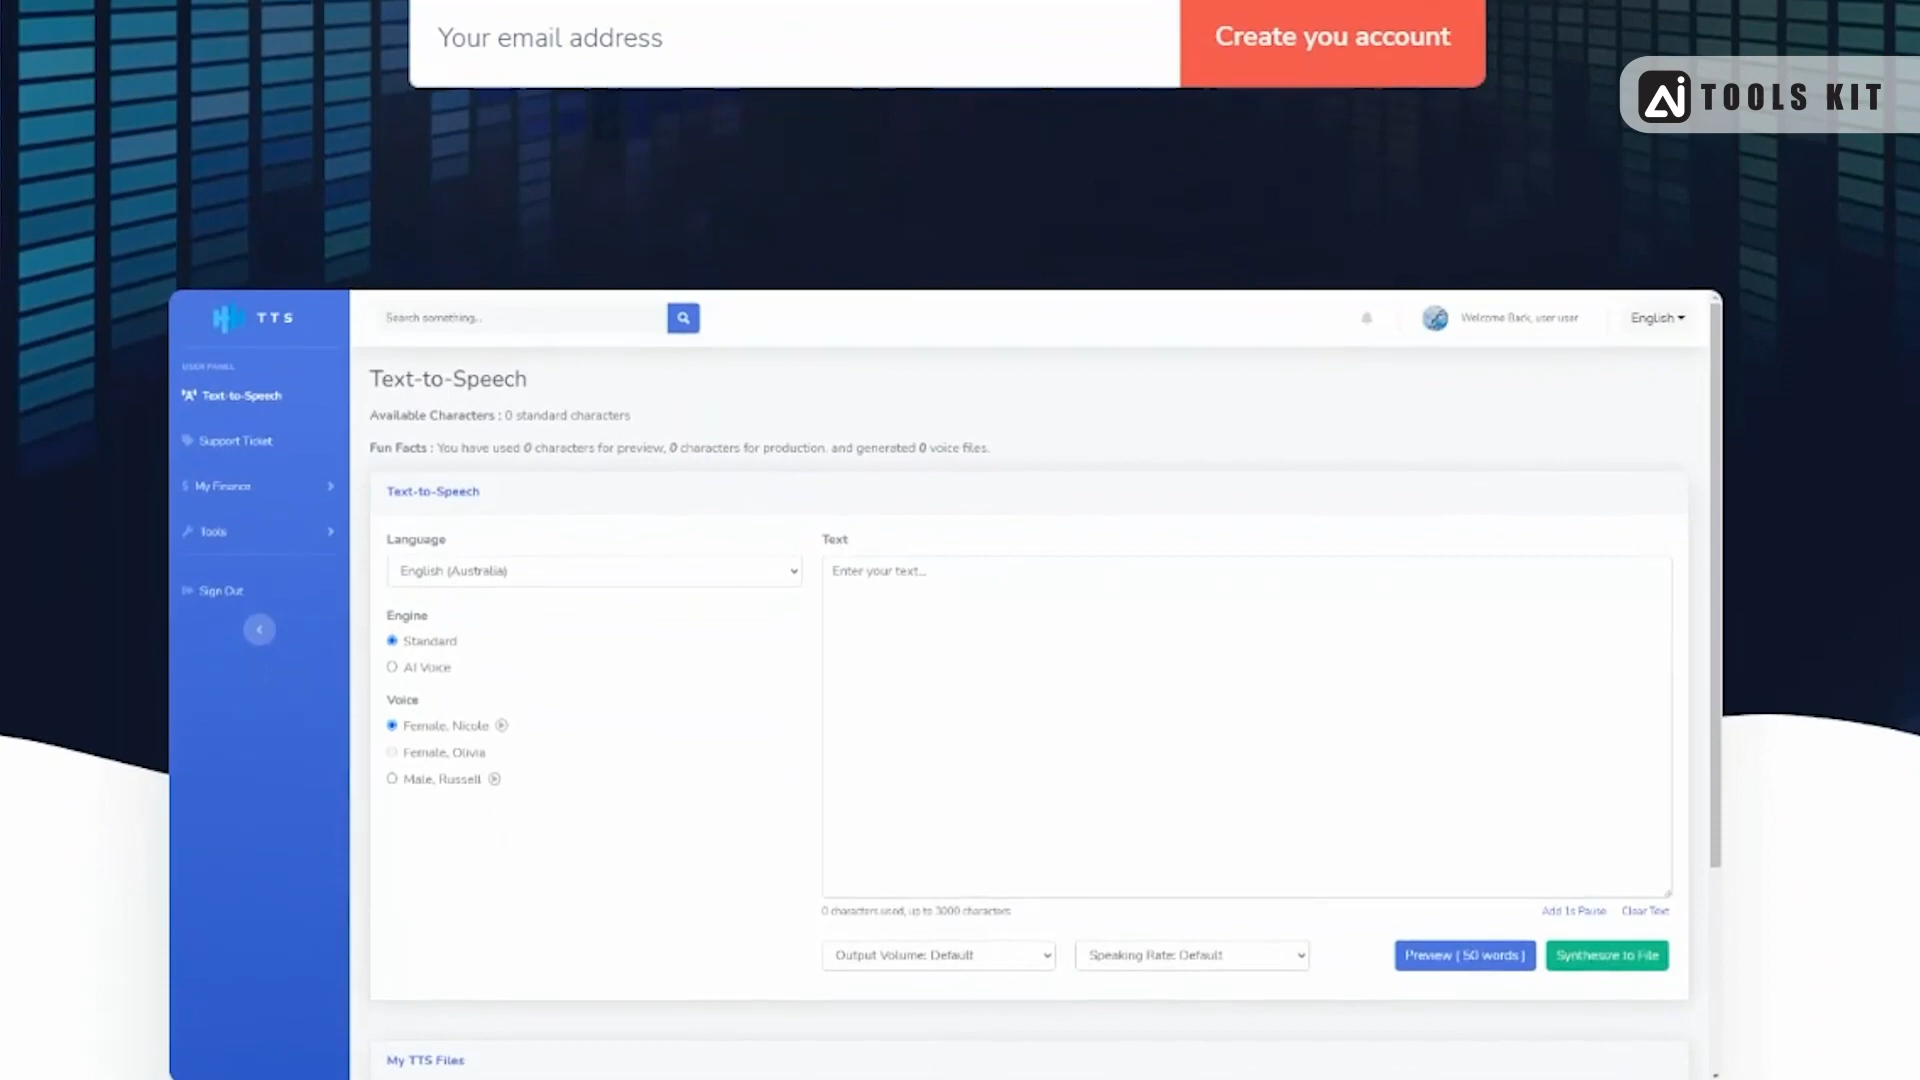 Your email address
Create you account
Ai TOOLS KIT
TTS
Search something...
Welcome Back, user user
English
USER PANEL
Text-to-Speech
Support Ticket
$ My Finance
Tools
Sign Out
Text-to-Speech
Available Characters : 0 standard characters
Fun Facts : You have used 0 characters for preview, 0 characters for production. and generated 0 voice files.
Text-to-Speech
Language
English (Australia)
Engine
Standard
AI Voice
Voice
Female, Nicole
Female, Olivia
Male, Russell
Text
Enter your text...
0 characters used, up to 3000 characters
Add 1s Pause
Clear Text
Output Volume: Default
Speaking Rate: Default
Preview ( 50 words )
Synthesize to File
My TTS Files